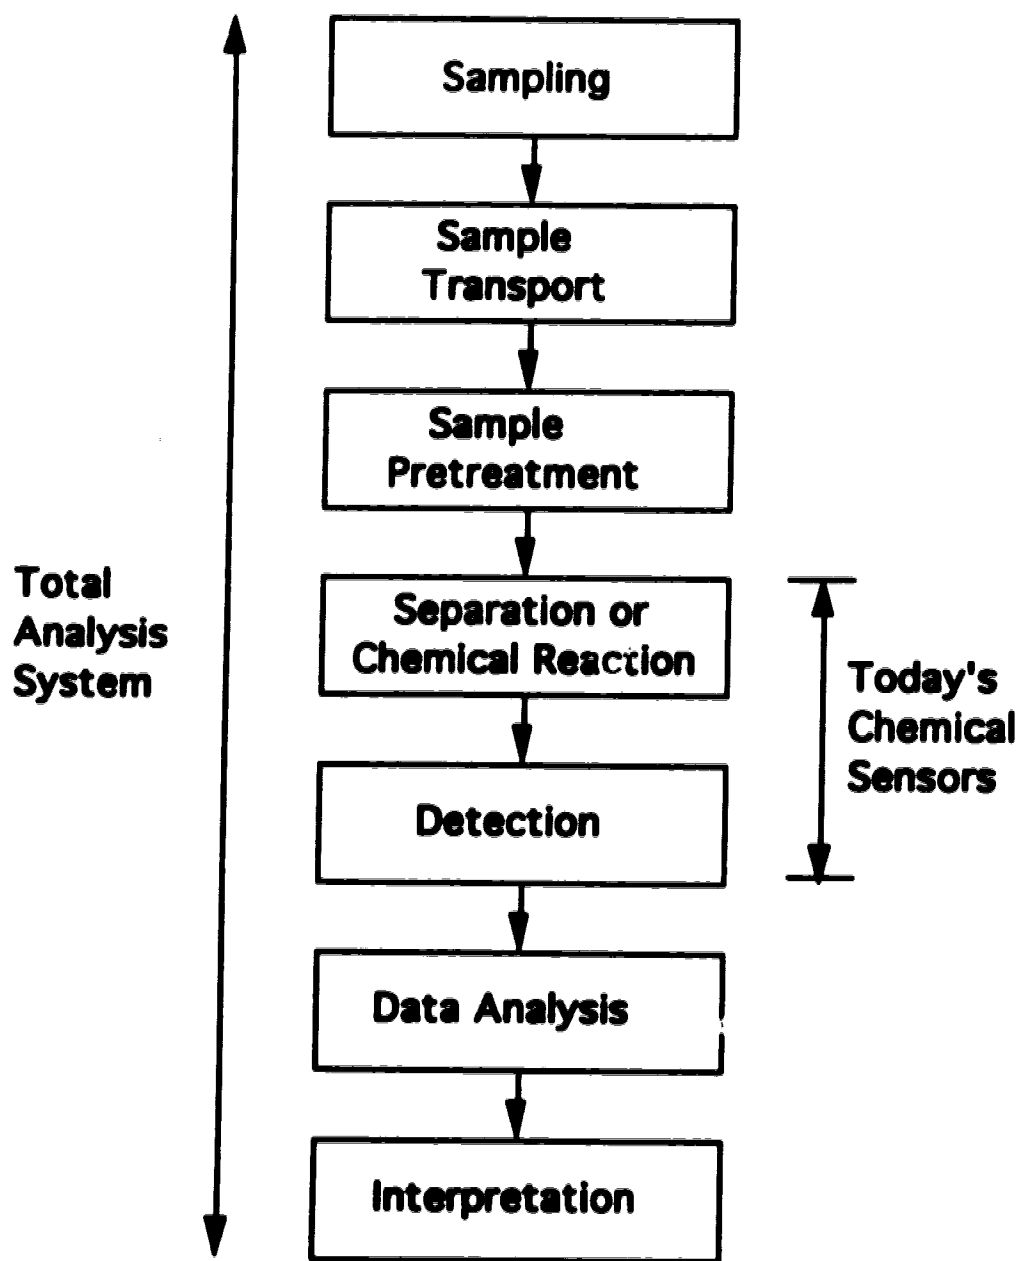 Sampling
Sample
Transport
Sample
Pretreatment
Total
Analysis
System
Separation or
Chemical Reaction
Today's
Chemical
Sensors
Detection
Data Analysis
Interpretation